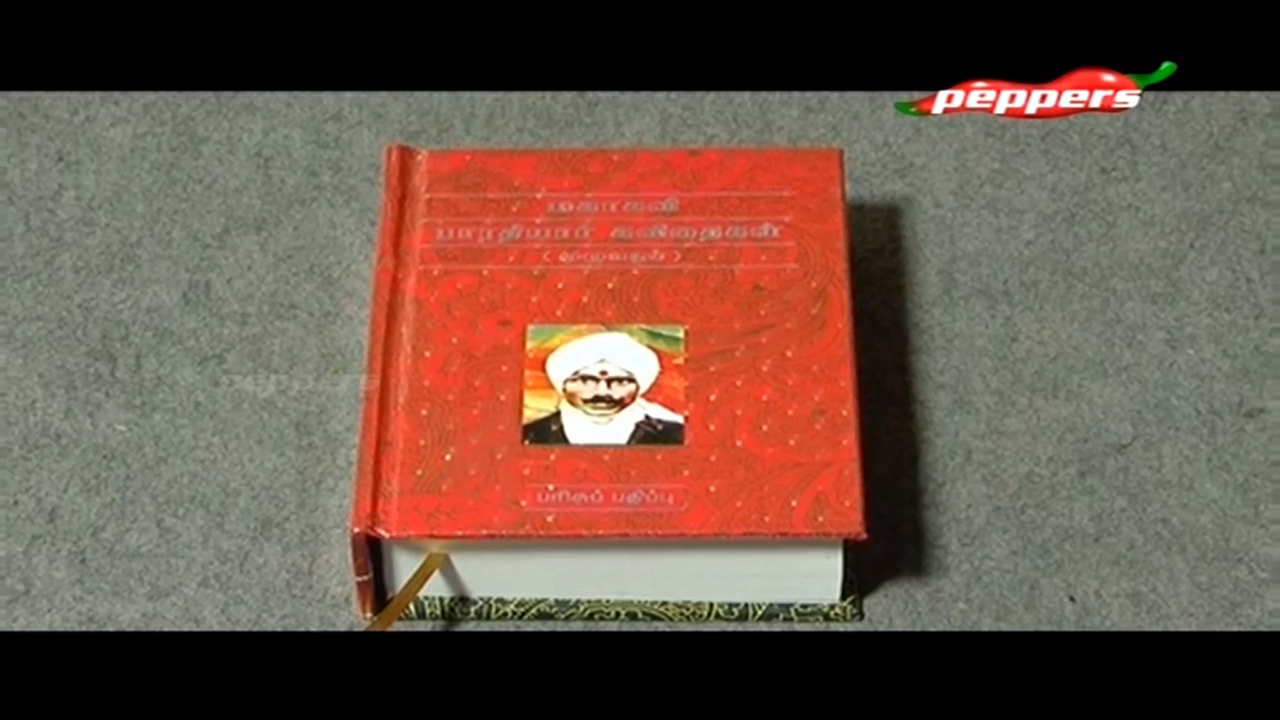 peppers
மகாகவி
பாரதியார் கவிதைகள்
(முழுவதும்)
பரிசுப் பதிப்பு